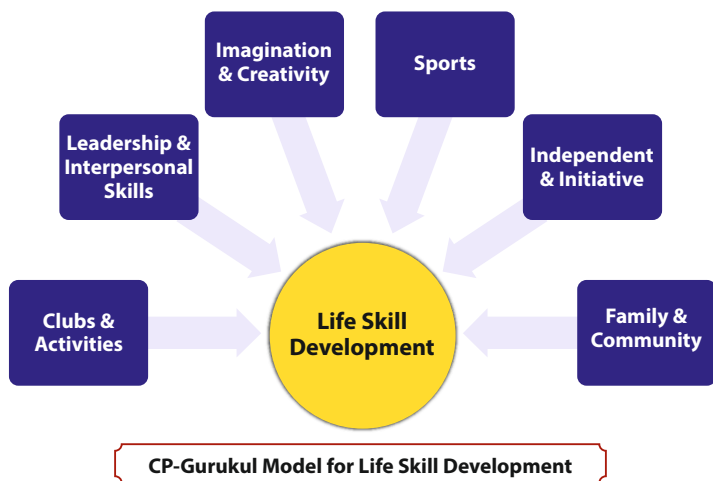 Imagination
& Creativity
Sports
Leadership &
Interpersonal
Skills
Independent
& Initiative
Clubs &
Activities
Life Skill
Development
Family &
Community
CP-Gurukul Model for Life Skill Development